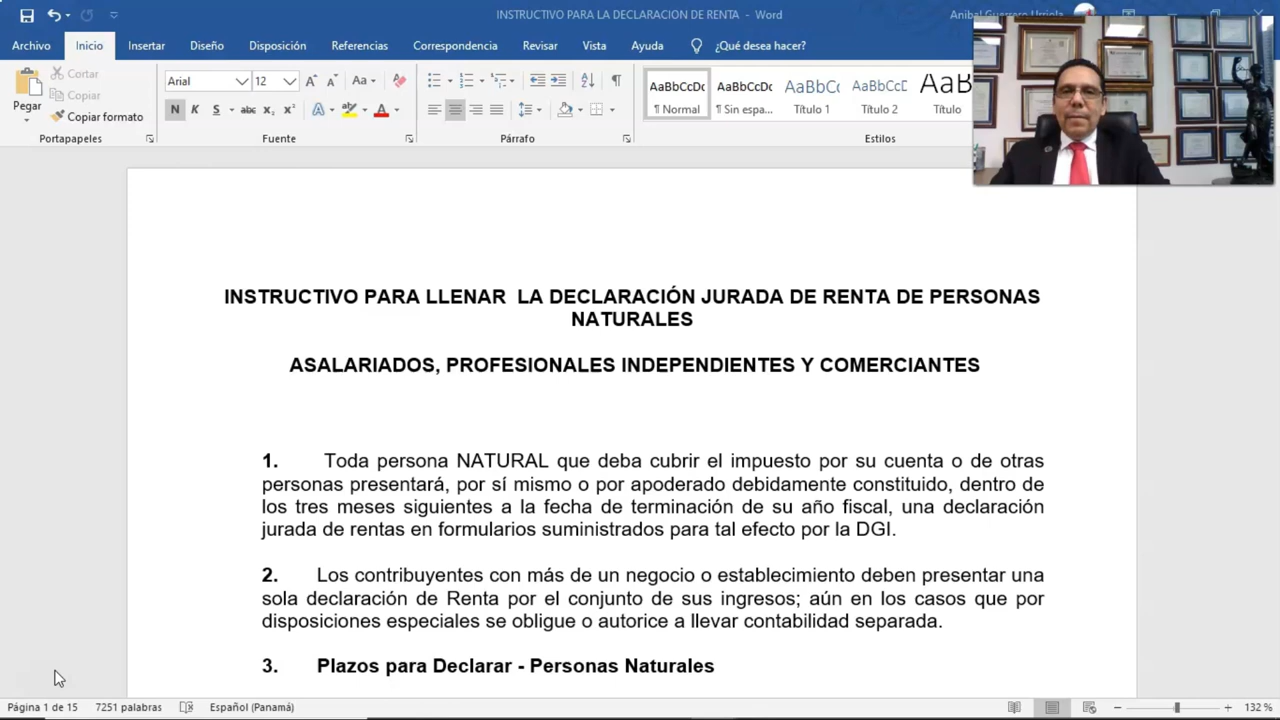 INSTRUCTIVO PARA LA DECLARACION DE RENTA - Word
Archivo Inicio Insertar Diseño Disposición Referencias Correspondencia Revisar Vista Ayuda ¿Qué desea hacer?
Pegar
Cortar
Copiar
Copiar formato
Portapapeles
Arial 12 Aa
N K S abc x₂ x² A A
Fuente
Párrafo
AaBbCcDc AaBbCcDc AaBbCc AaBbCcD AaB
¶ Normal ¶ Sin espa... Título 1 Título 2 Título
Estilos
INSTRUCTIVO PARA LLENAR LA DECLARACIÓN JURADA DE RENTA DE PERSONAS
NATURALES
ASALARIADOS, PROFESIONALES INDEPENDIENTES Y COMERCIANTES
1. Toda persona NATURAL que deba cubrir el impuesto por su cuenta o de otras
personas presentará, por sí mismo o por apoderado debidamente constituido, dentro de
los tres meses siguientes a la fecha de terminación de su año fiscal, una declaración
jurada de rentas en formularios suministrados para tal efecto por la DGI.
2. Los contribuyentes con más de un negocio o establecimiento deben presentar una
sola declaración de Renta por el conjunto de sus ingresos; aún en los casos que por
disposiciones especiales se obligue o autorice a llevar contabilidad separada.
3. Plazos para Declarar - Personas Naturales
Página 1 de 15 7251 palabras Español (Panamá) 132 %